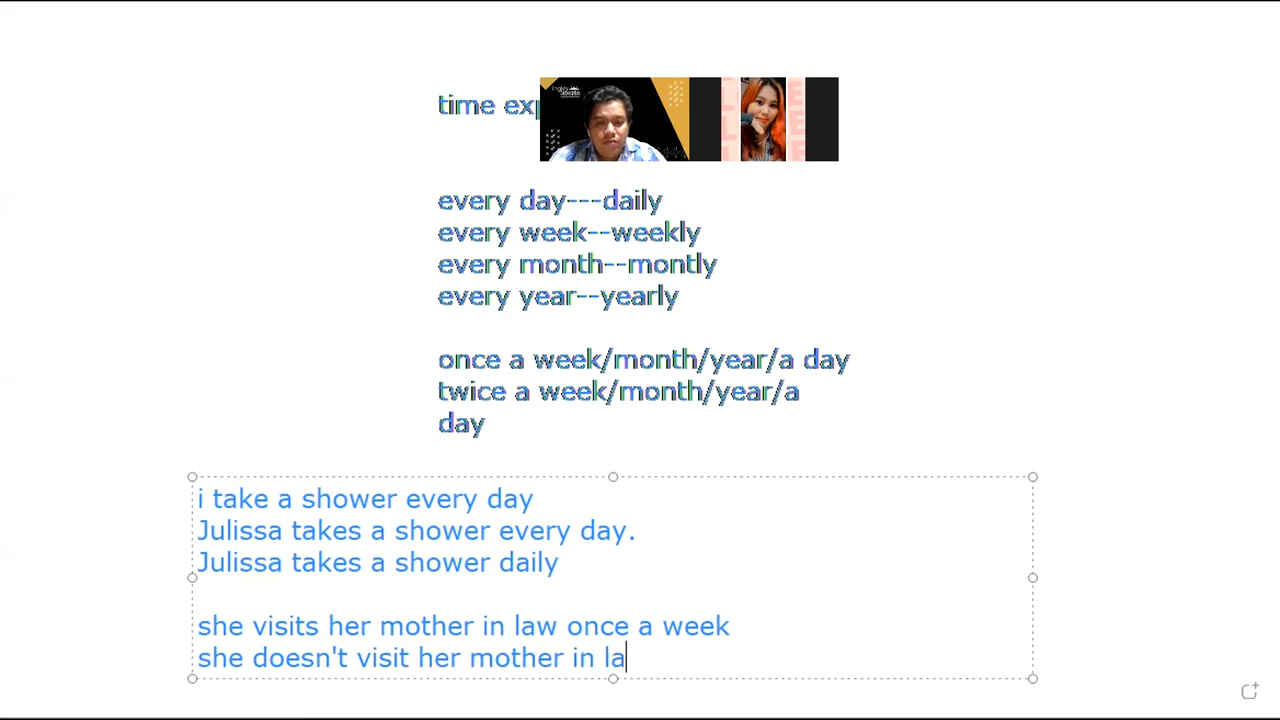 time exp
every day---daily
every week--weekly
every month--montly
every year--yearly
once a week/month/year/a day
twice a week/month/year/a
day
i take a shower every day
Julissa takes a shower every day.
Julissa takes a shower daily
she visits her mother in law once a week
she doesn't visit her mother in la